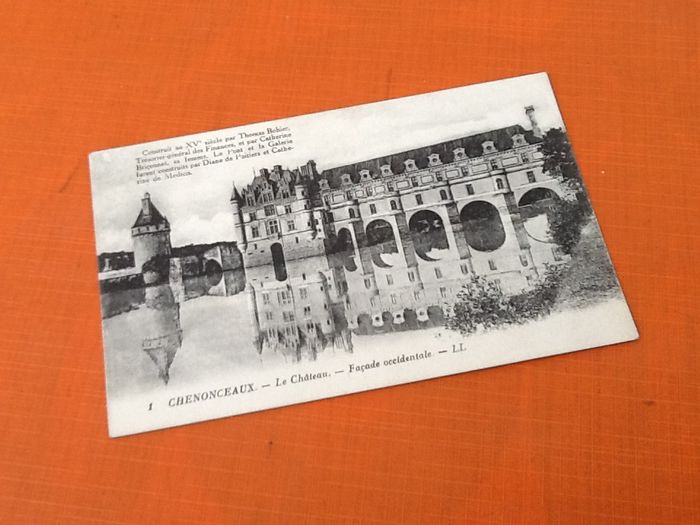 Construit au XVe siècle par Thomas Bohier,
Trésorier-général des Finances, et par Catherine
Briçonnet, sa femme. Le Pont et la Galerie
furent construits par Diane de Poitiers et Cathe-
rine de Médicis.
1 CHENONCEAUX. — Le Château. — Façade occidentale. — LL